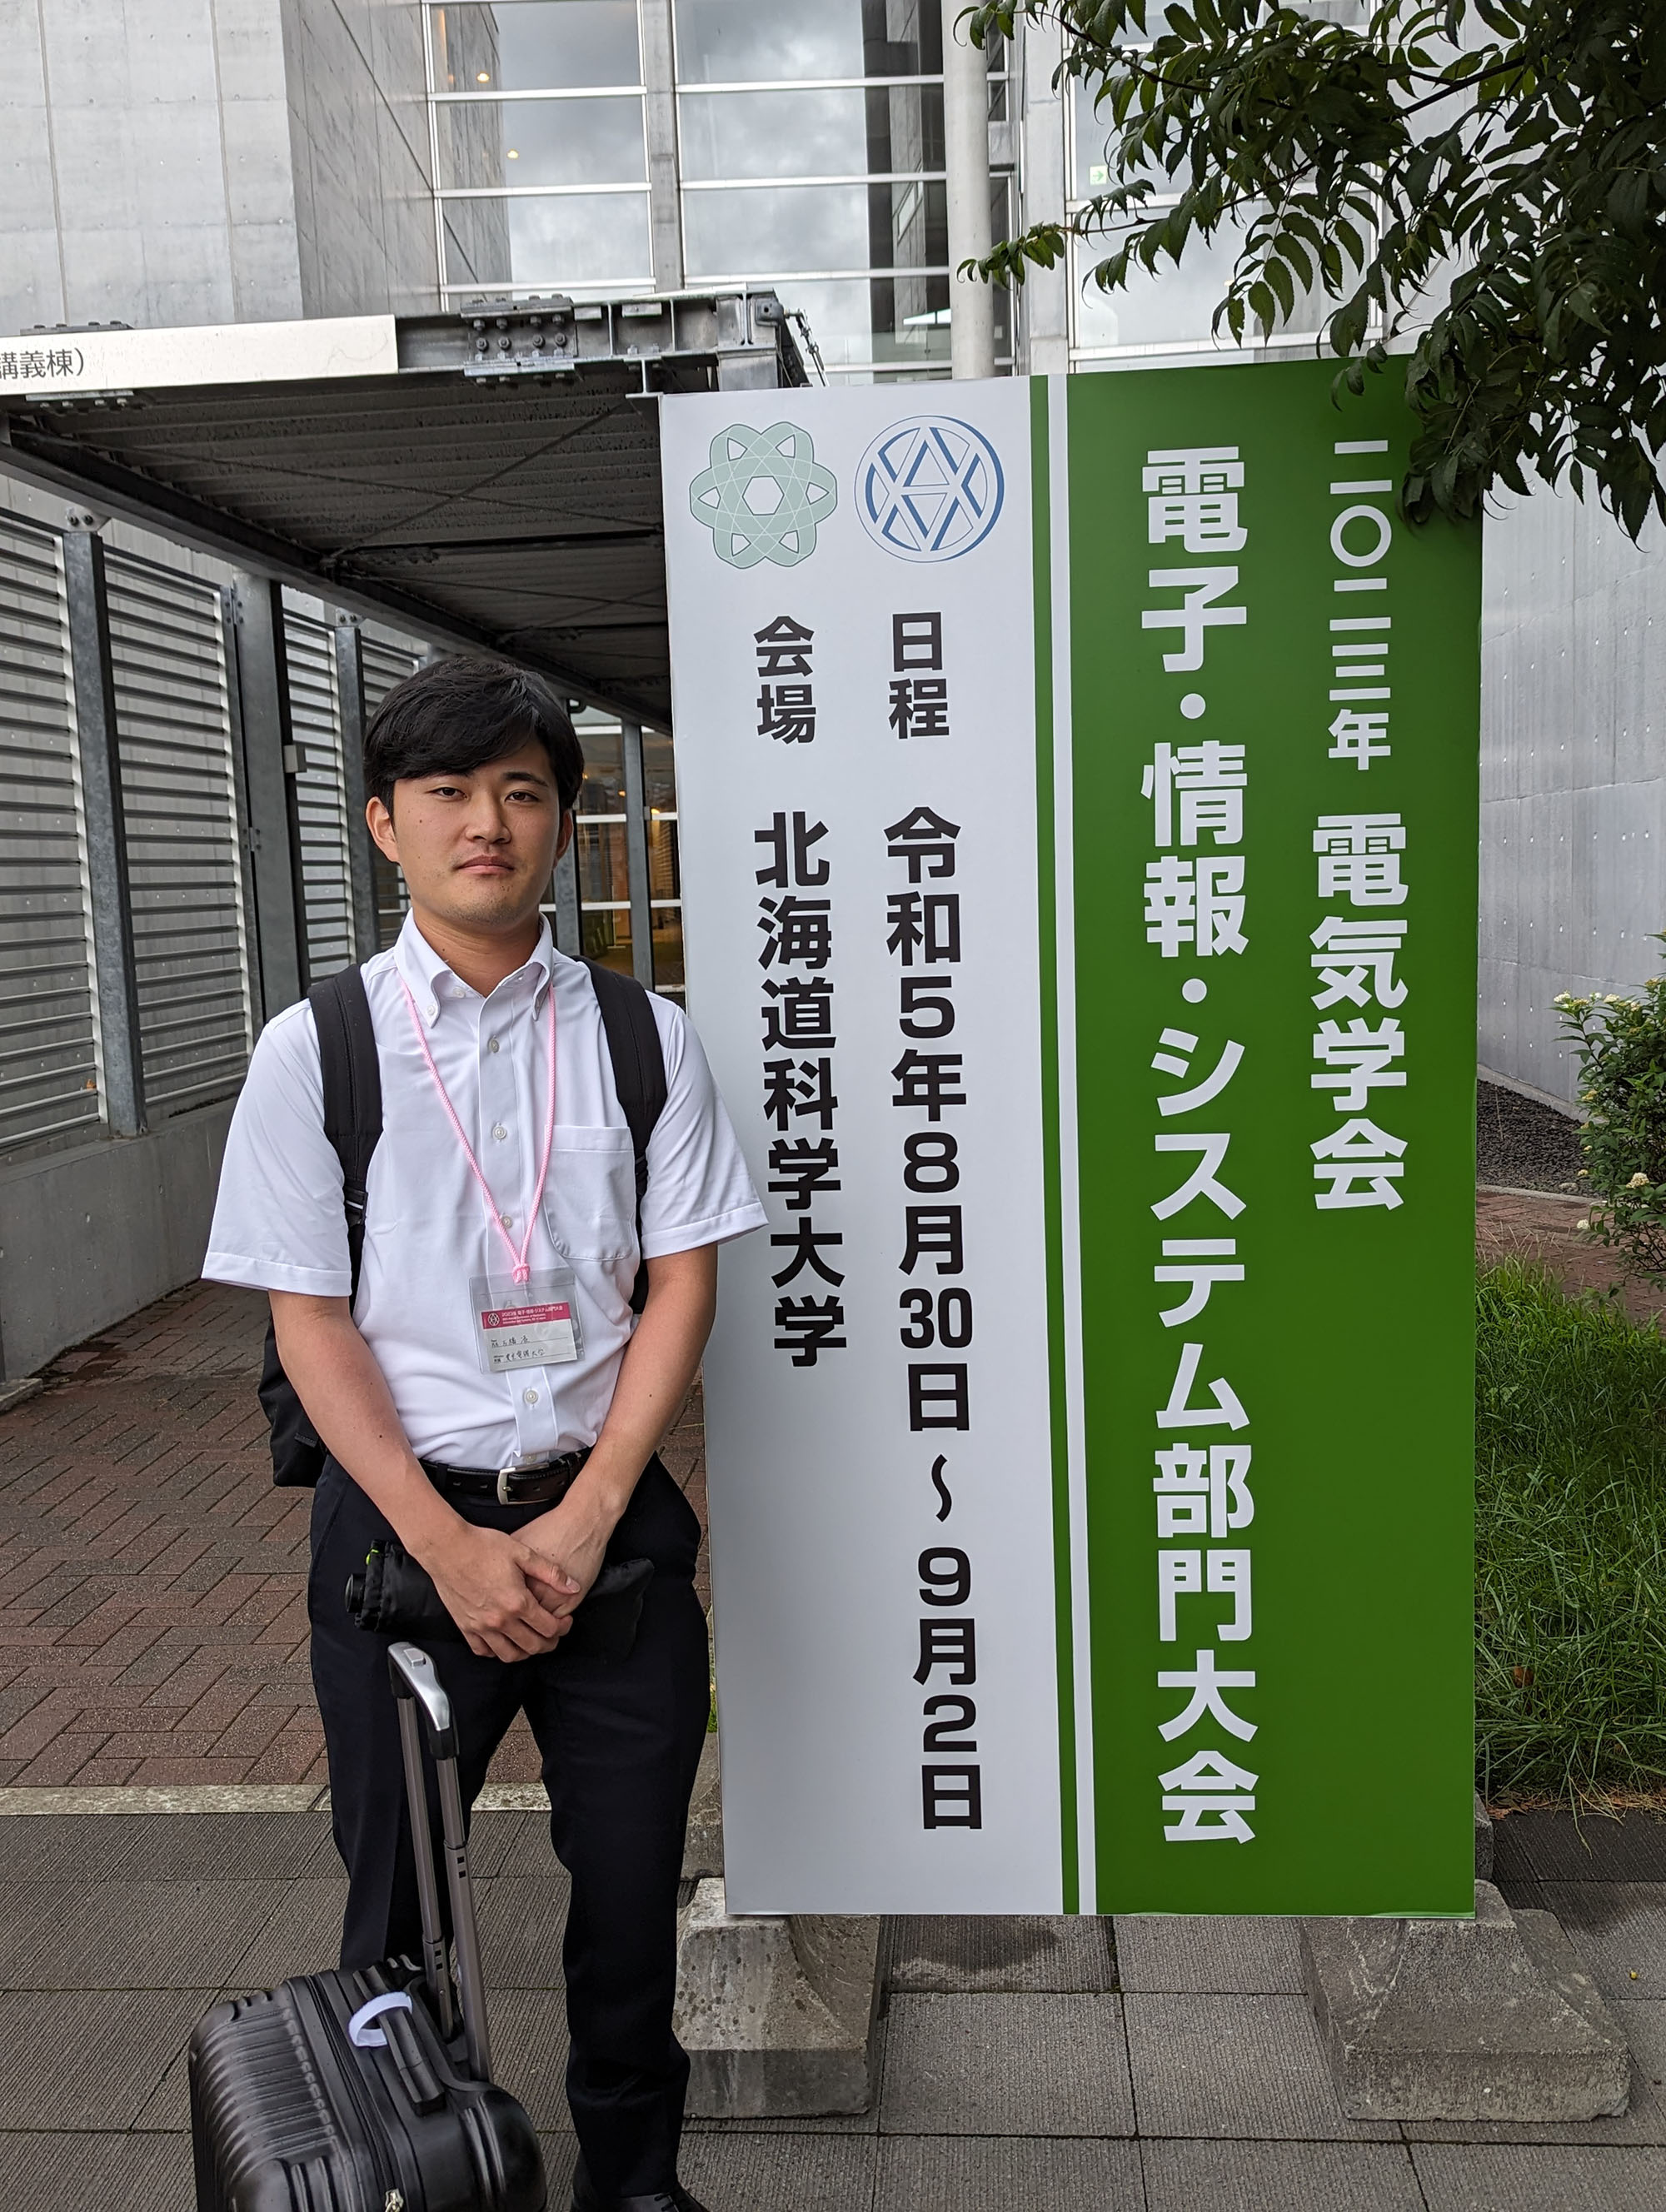 講義棟)
二〇二三年 電気学会
電子・情報・システム部門大会
日程 令和5年8月30日~9月2日
会場 北海道科学大学